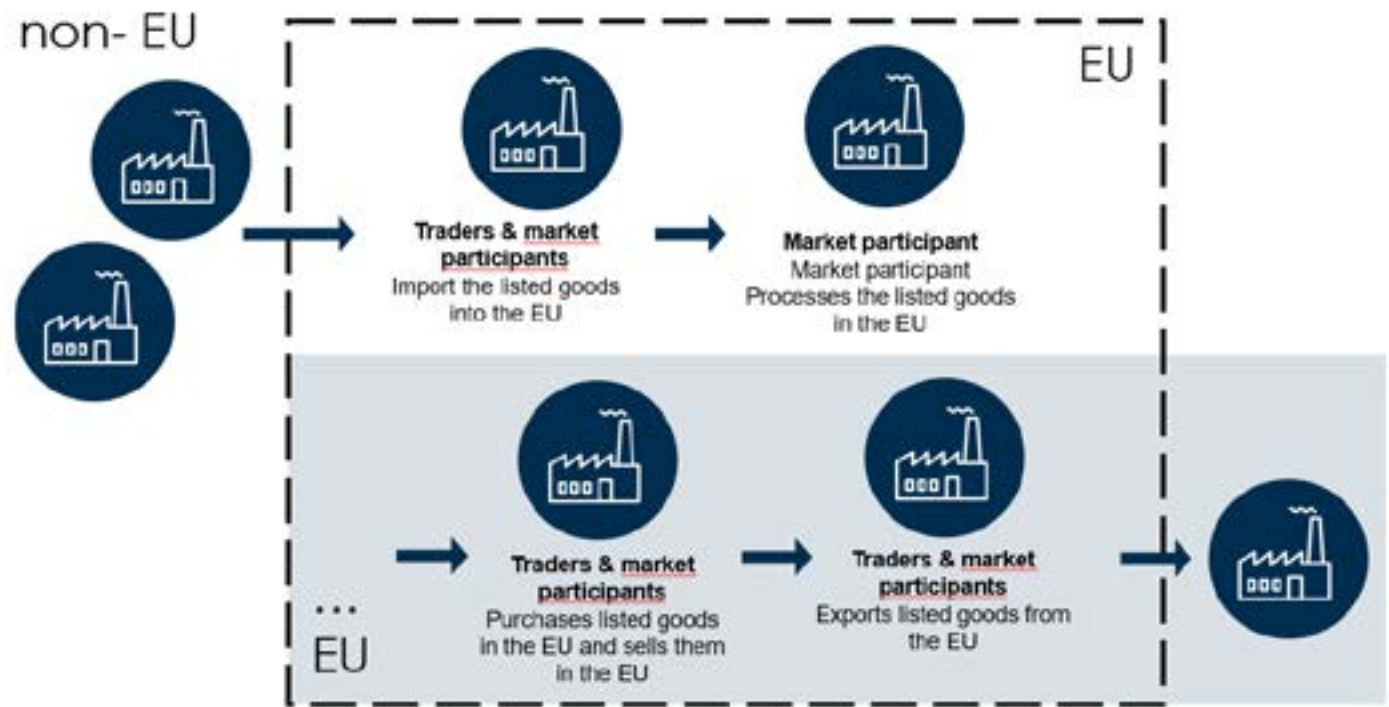 non- EU
EU
Traders & market
participants
Import the listed goods
into the EU
Market participant
Market participant
Processes the listed goods
in the EU
Traders & market
participants
Purchases listed goods
in the EU and sells them
in the EU
Traders & market
participants
Exports listed goods from
the EU
...
EU